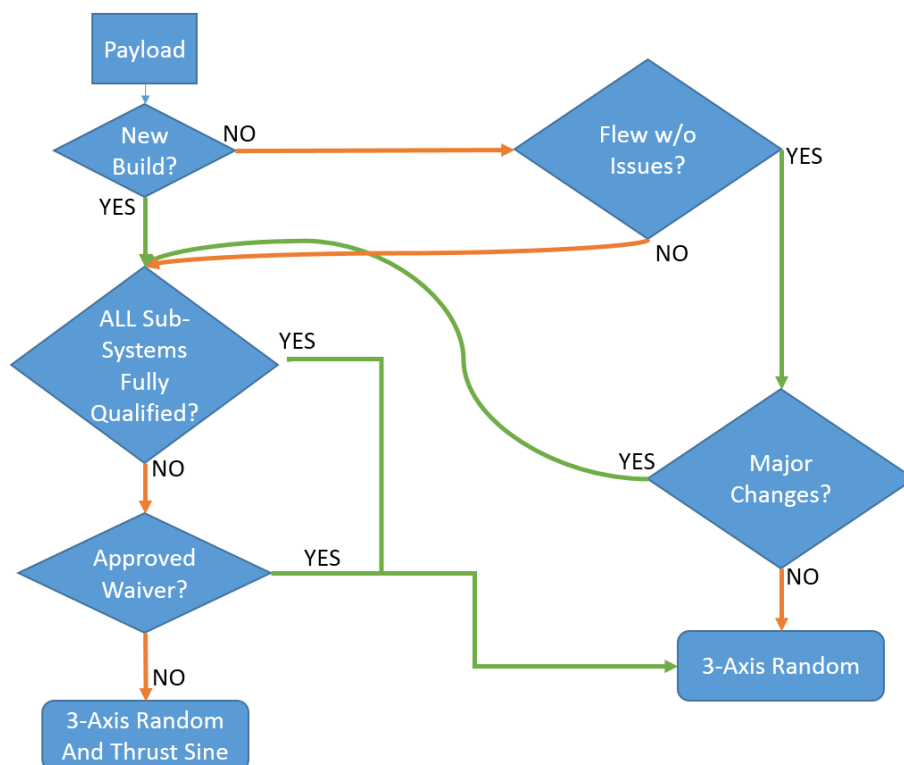 Payload
New
Build?
NO
YES
Flew w/o
Issues?
YES
NO
ALL Sub-
Systems
Fully
Qualified?
YES
NO
Major
Changes?
YES
NO
Approved
Waiver?
YES
NO
3-Axis Random
3-Axis Random
And Thrust Sine